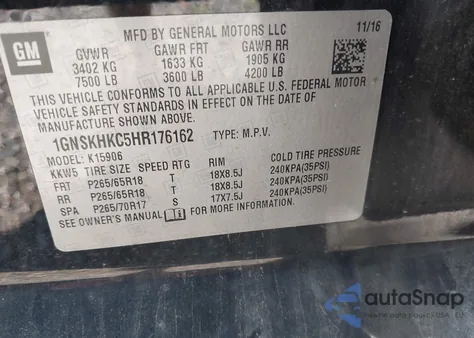 GM
MFD BY GENERAL MOTORS LLC
11/16
GVWR GAWR FRT GAWR RR
3402 KG 1633 KG 1905 KG
7500 LB 3600 LB 4200 LB
THIS VEHICLE CONFORMS TO ALL APPLICABLE U.S. FEDERAL MOTOR
VEHICLE SAFETY AND THEFT PREVENTION STANDARDS IN EFFECT
ON THE DATE OF MANUFACTURE
SHOWN ABOVE.
1GNSKHKC5HR176162 TYPE: M.P.V.
MODEL: K15906
KKW5 TIRE SIZE SPEED RTG RIM COLD TIRE PRESSURE
FRT P265/65R18 T 18X8.5J 240KPA(35PSI)
RR P265/65R18 T 18X8.5J 240KPA(35PSI)
SPA P265/70R17 S 17X7.5J 240KPA(35PSI)
SEE OWNER'S MANUAL
autoSnap